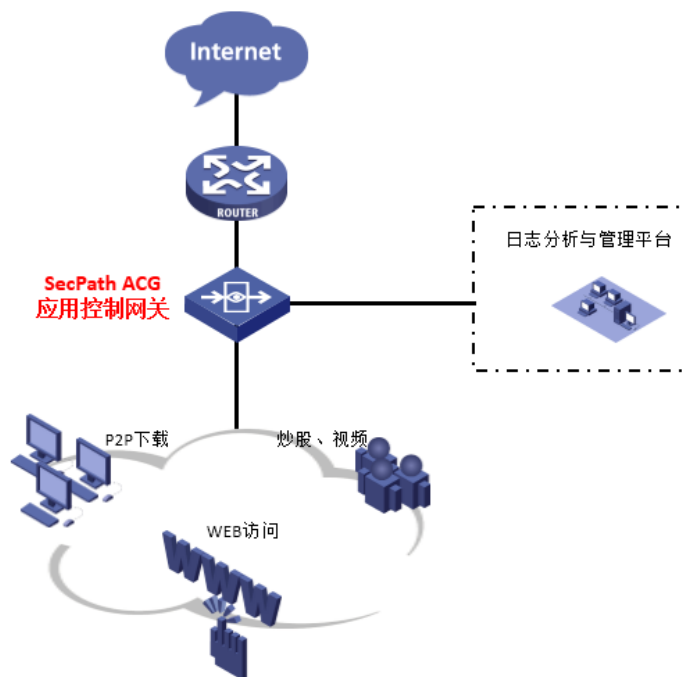 Internet
ROUTER
日志分析与管理平台
SecPath ACG
应用控制网关
P2P下载
炒股、视频
WEB访问
WWW